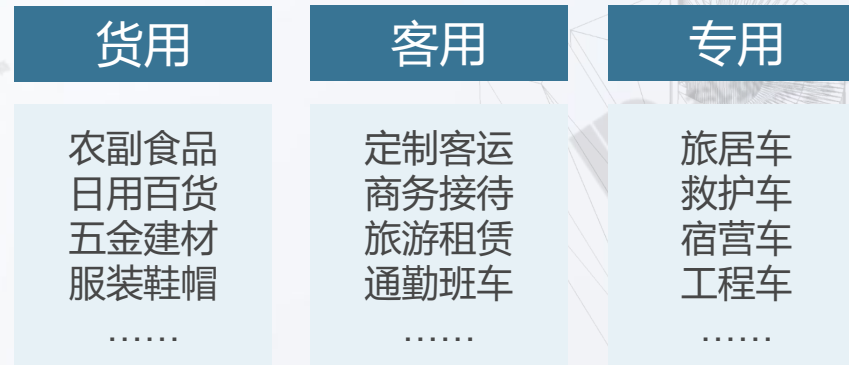 货用
农副食品
日用百货
五金建材
服装鞋帽
……
客用
定制客运
商务接待
旅游租赁
通勤班车
……
专用
旅居车
救护车
宿营车
工程车
……